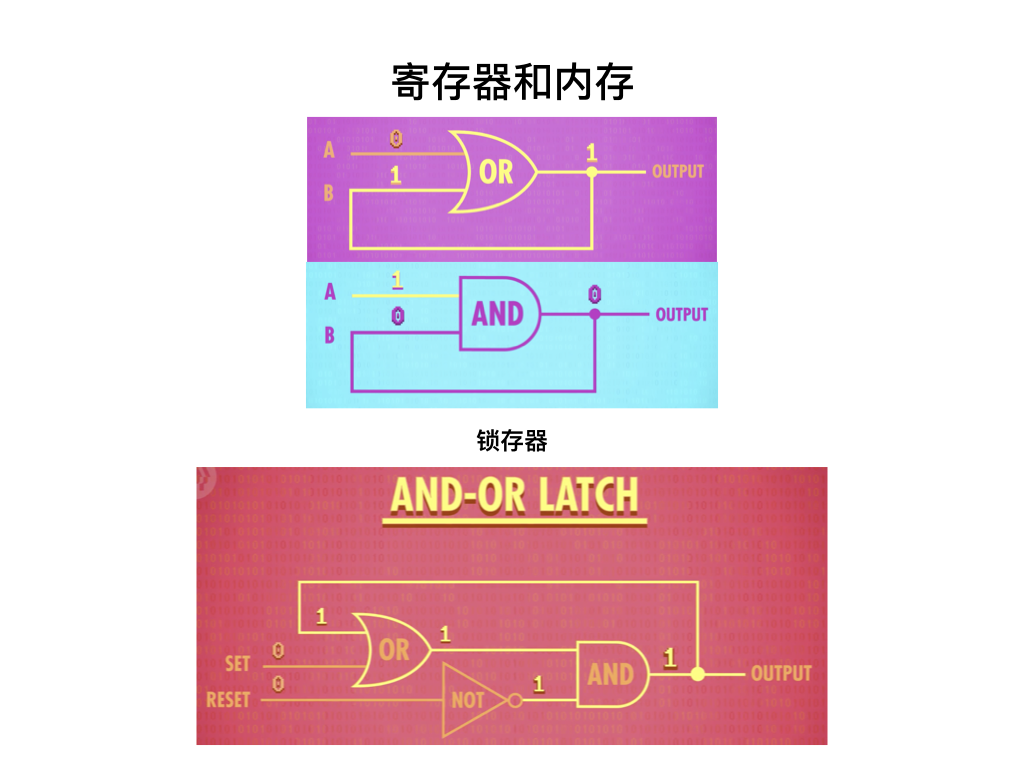 寄存器和内存
A 0
1
OR
1
OUTPUT
B
A 1
0
AND
0
OUTPUT
B
锁存器
AND-OR LATCH
1
OR
1
SET 0
RESET 0
NOT
1
AND
1
OUTPUT